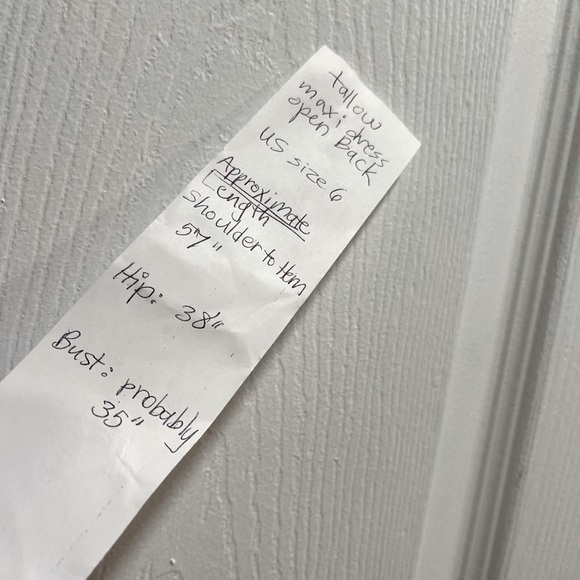 tallow
maxi dress
open Back
US size 6
Approximate
Length
Shoulder to Hem
57"
Hip: 38"
Bust: probably
35"